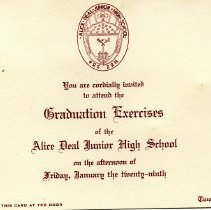 ALICE DEAL JUNIOR HIGH SCHOOL
You are cordially invited
to attend the
Graduation Exercises
of the
Alice Deal Junior High School
on the afternoon of
Friday, January the twenty-ninth
THIS CARD AT THE DOOR